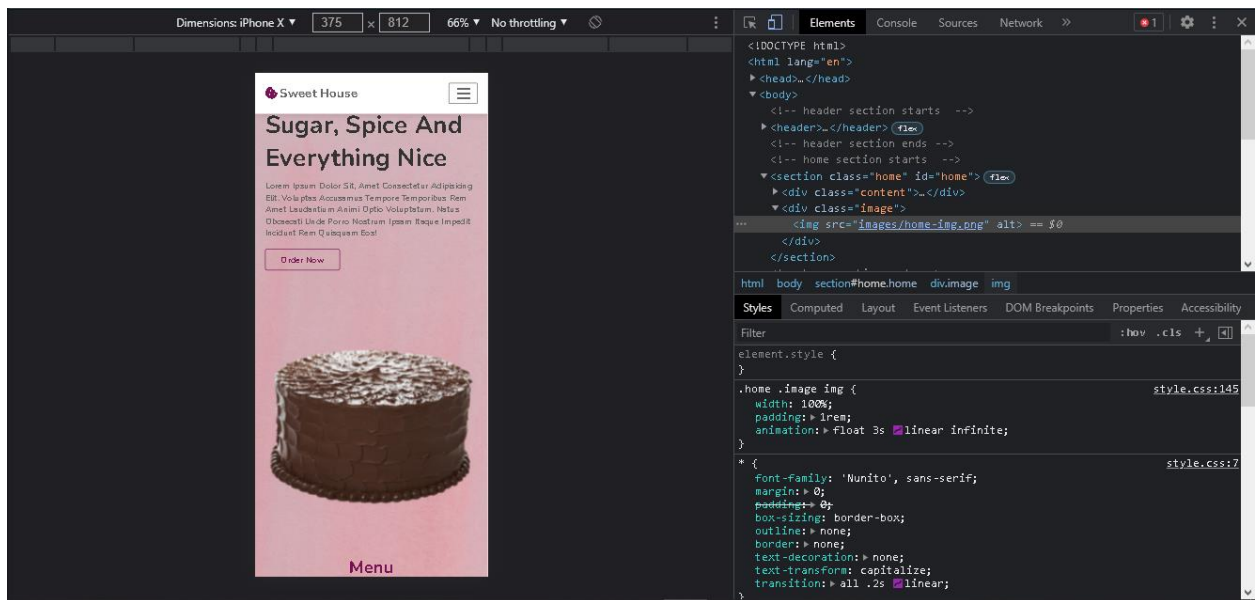 Dimensions: iPhone X ▼ 375 × 812 66% ▼ No throttling ▼
Sweet House
Sugar, Spice And
Everything Nice
Lorem Ipsum Dolor Sit, Amet Consectetur Adipisicing
Elit. Voluptas Accusamus Tempore Temporibus Rem
Amet Laudantium Animi Optio Voluptatum. Natus
Obcaecati Unde Porro Nostrum Ipsam Itaque Impedit
Incidunt Rem Quisquam Eos!
Order Now
Menu
Elements Console Sources Network » 1
<!DOCTYPE html>
<html lang="en">
▶<head>…</head>
▼<body>
<!-- header section starts -->
▶<header>…</header> flex
<!-- header section ends -->
<!-- home section starts -->
▼<section class="home" id="home"> flex
▶<div class="content">…</div>
▼<div class="image">
… <img src="images/home-img.png" alt> == $0
</div>
</section>
html body section#home.home div.image img
Styles Computed Layout Event Listeners DOM Breakpoints Properties Accessibility
Filter :hov .cls +
element.style {
}
.home .image img { style.css:145
width: 100%;
padding:▶ 1rem;
animation:▶ float 3s linear infinite;
}
* { style.css:7
font-family: 'Nunito', sans-serif;
margin:▶ 0;
padding:▶ 0;
box-sizing: border-box;
outline:▶ none;
border:▶ none;
text-decoration:▶ none;
text-transform: capitalize;
transition:▶ all .2s linear;
}